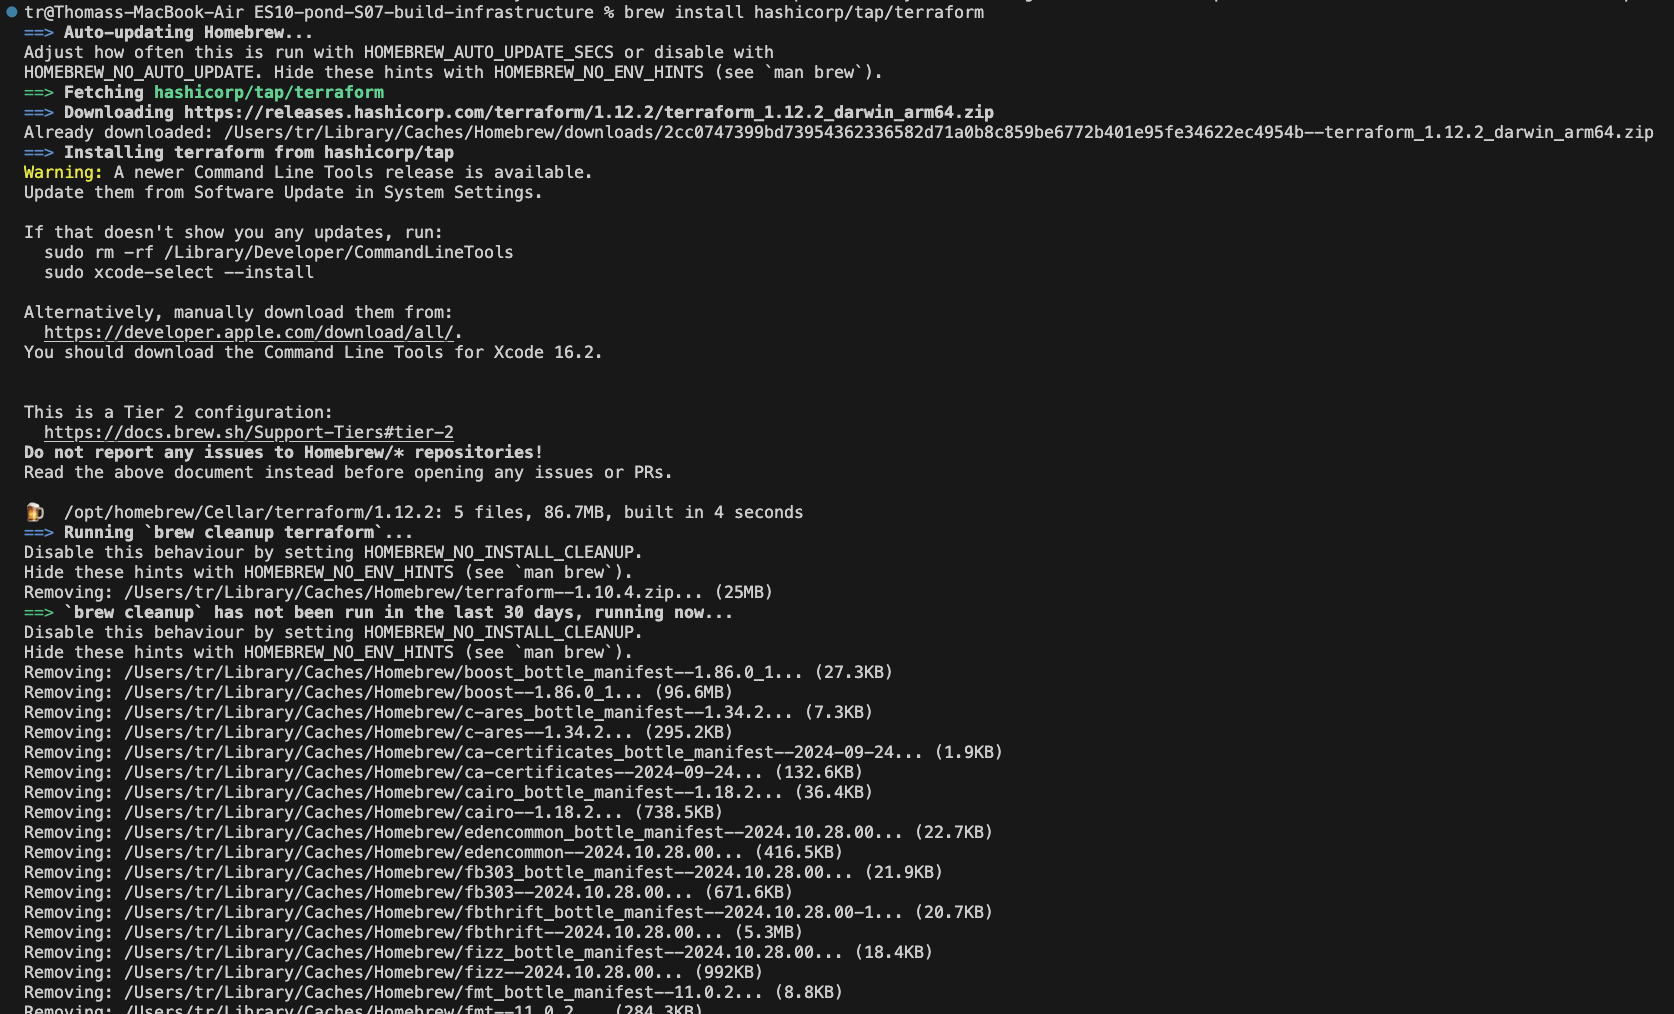 tr@Thomass-MacBook-Air ES10-pond-S07-build-infrastructure % brew install hashicorp/tap/terraform
==> Auto-updating Homebrew...
Adjust how often this is run with HOMEBREW_AUTO_UPDATE_SECS or disable with
HOMEBREW_NO_AUTO_UPDATE. Hide these hints with HOMEBREW_NO_ENV_HINTS (see `man brew`).
==> Fetching hashicorp/tap/terraform
==> Downloading https://releases.hashicorp.com/terraform/1.12.2/terraform_1.12.2_darwin_arm64.zip
Already downloaded: /Users/tr/Library/Caches/Homebrew/downloads/2cc0747399bd73954362336582d71a0b8c859be6772b401e95fe34622ec4954b--terraform_1.12.2_darwin_arm64.zip
==> Installing terraform from hashicorp/tap
Warning: A newer Command Line Tools release is available.
Update them from Software Update in System Settings.
If that doesn't show you any updates, run:
sudo rm -rf /Library/Developer/CommandLineTools
sudo xcode-select --install
Alternatively, manually download them from:
https://developer.apple.com/download/all/.
You should download the Command Line Tools for Xcode 16.2.
This is a Tier 2 configuration:
https://docs.brew.sh/Support-Tiers#tier-2
Do not report any issues to Homebrew/* repositories!
Read the above document instead before opening any issues or PRs.
🍺 /opt/homebrew/Cellar/terraform/1.12.2: 5 files, 86.7MB, built in 4 seconds
==> Running `brew cleanup terraform`...
Disable this behaviour by setting HOMEBREW_NO_INSTALL_CLEANUP.
Hide these hints with HOMEBREW_NO_ENV_HINTS (see `man brew`).
Removing: /Users/tr/Library/Caches/Homebrew/terraform--1.10.4.zip... (25MB)
==> `brew cleanup` has not been run in the last 30 days, running now...
Disable this behaviour by setting HOMEBREW_NO_INSTALL_CLEANUP.
Hide these hints with HOMEBREW_NO_ENV_HINTS (see `man brew`).
Removing: /Users/tr/Library/Caches/Homebrew/boost_bottle_manifest--1.86.0_1... (27.3KB)
Removing: /Users/tr/Library/Caches/Homebrew/boost--1.86.0_1... (96.6MB)
Removing: /Users/tr/Library/Caches/Homebrew/c-ares_bottle_manifest--1.34.2... (7.3KB)
Removing: /Users/tr/Library/Caches/Homebrew/c-ares--1.34.2... (295.2KB)
Removing: /Users/tr/Library/Caches/Homebrew/ca-certificates_bottle_manifest--2024-09-24... (1.9KB)
Removing: /Users/tr/Library/Caches/Homebrew/ca-certificates--2024-09-24... (132.6KB)
Removing: /Users/tr/Library/Caches/Homebrew/cairo_bottle_manifest--1.18.2... (36.4KB)
Removing: /Users/tr/Library/Caches/Homebrew/cairo--1.18.2... (738.5KB)
Removing: /Users/tr/Library/Caches/Homebrew/edencommon_bottle_manifest--2024.10.28.00... (22.7KB)
Removing: /Users/tr/Library/Caches/Homebrew/edencommon--2024.10.28.00... (416.5KB)
Removing: /Users/tr/Library/Caches/Homebrew/fb303_bottle_manifest--2024.10.28.00... (21.9KB)
Removing: /Users/tr/Library/Caches/Homebrew/fb303--2024.10.28.00... (671.6KB)
Removing: /Users/tr/Library/Caches/Homebrew/fbthrift_bottle_manifest--2024.10.28.00-1... (20.7KB)
Removing: /Users/tr/Library/Caches/Homebrew/fbthrift--2024.10.28.00... (5.3MB)
Removing: /Users/tr/Library/Caches/Homebrew/fizz_bottle_manifest--2024.10.28.00... (18.4KB)
Removing: /Users/tr/Library/Caches/Homebrew/fizz--2024.10.28.00... (992KB)
Removing: /Users/tr/Library/Caches/Homebrew/fmt_bottle_manifest--11.0.2... (8.8KB)
Removing: /Users/tr/Library/Caches/Homebrew/fmt--11.0.2... (284.3KB)